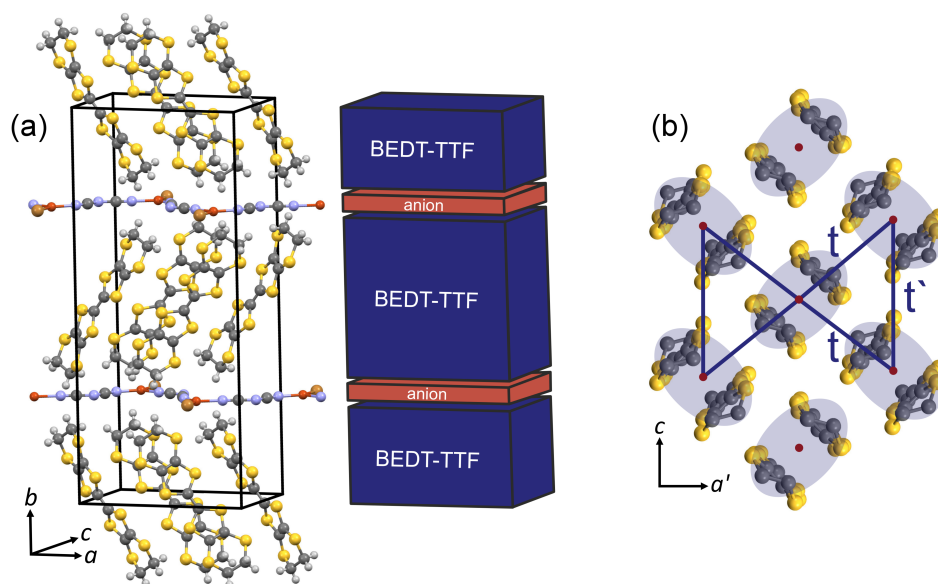 (a)
BEDT-TTF
anion
BEDT-TTF
anion
BEDT-TTF
b
c
a
(b)
t
t`
t
c
a'